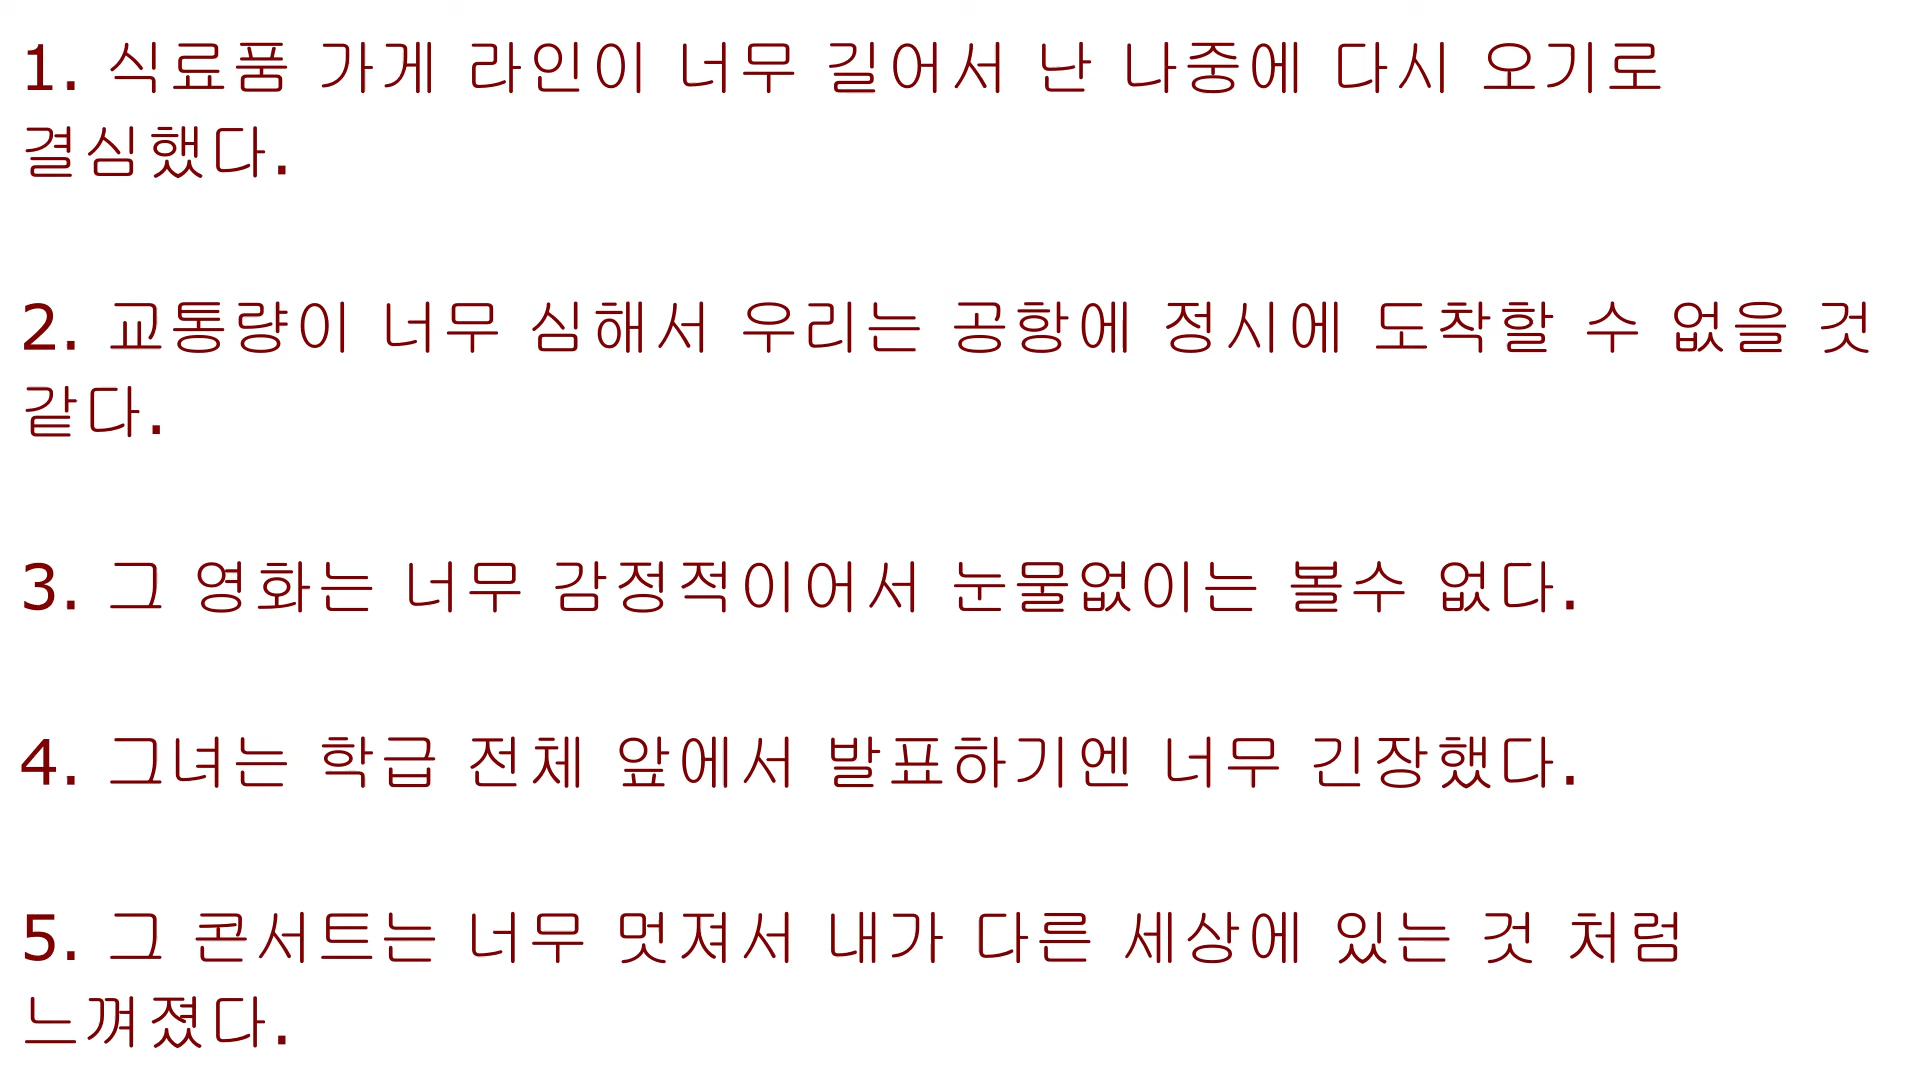 1. 식료품 가게 라인이 너무 길어서 난 나중에 다시 오기로
결심했다.
2. 교통량이 너무 심해서 우리는 공항에 정시에 도착할 수 없을 것
같다.
3. 그 영화는 너무 감정적이어서 눈물없이는 볼수 없다.
4. 그녀는 학급 전체 앞에서 발표하기엔 너무 긴장했다.
5. 그 콘서트는 너무 멋져서 내가 다른 세상에 있는 것 처럼
느껴졌다.